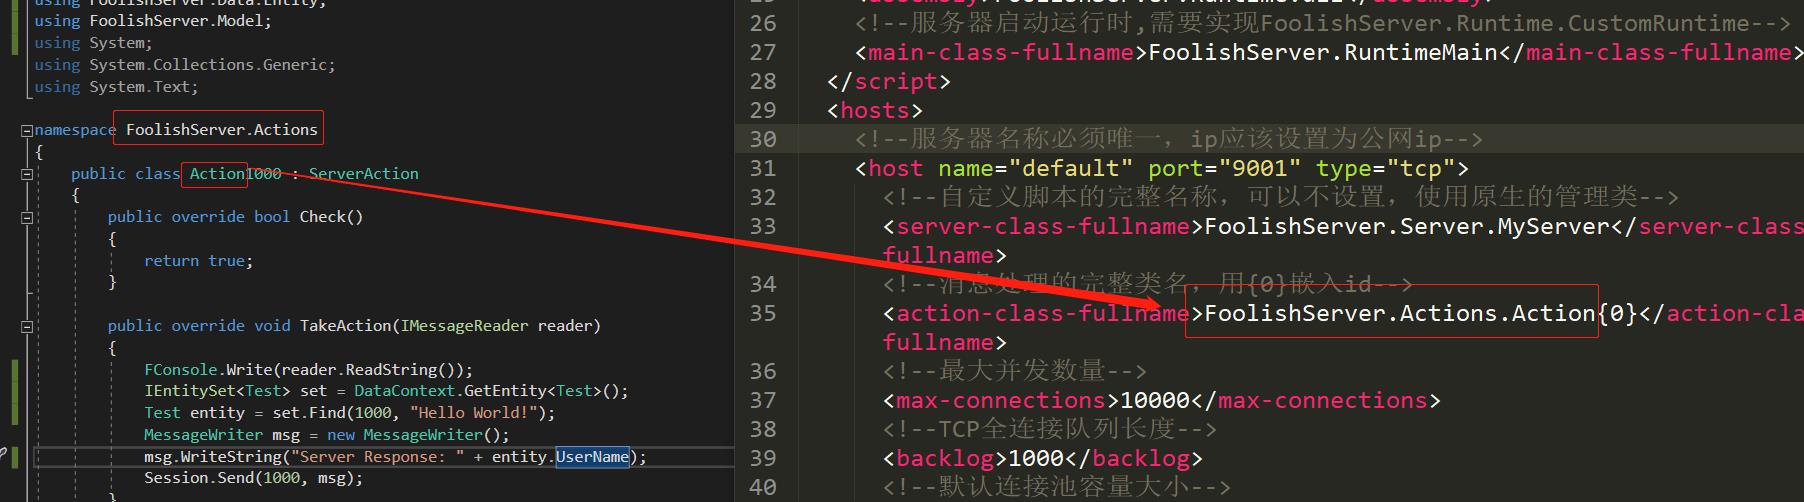 using FoolishServer.Data.Entity;
using FoolishServer.Model;
using System;
using System.Collections.Generic;
using System.Text;
namespace FoolishServer.Actions
{
public class Action1000 : ServerAction
{
public override bool Check()
{
return true;
}
public override void TakeAction(IMessageReader reader)
{
FConsole.Write(reader.ReadString());
IEntitySet<Test> set = DataContext.GetEntity<Test>();
Test entity = set.Find(1000, "Hello World!");
MessageWriter msg = new MessageWriter();
msg.WriteString("Server Response: " + entity.UserName);
Session.Send(1000, msg);
}
26 <!--服务器启动运行时,需要实现FoolishServer.Runtime.CustomRuntime-->
27 <main-class-fullname>FoolishServer.RuntimeMain</main-class-fullname>
28 </script>
29 <hosts>
30 <!--服务器名称必须唯一，ip应该设置为公网ip-->
31 <host name="default" port="9001" type="tcp">
32 <!--自定义脚本的完整名称，可以不设置，使用原生的管理类-->
33 <server-class-fullname>FoolishServer.Server.MyServer</server-class
fullname>
34 <!--消息处理的完整类名，用{0}嵌入id-->
35 <action-class-fullname>FoolishServer.Actions.Action{0}</action-cla
fullname>
36 <!--最大并发数量-->
37 <max-connections>10000</max-connections>
38 <!--TCP全连接队列长度-->
39 <backlog>1000</backlog>
40 <!--默认连接池容量大小-->